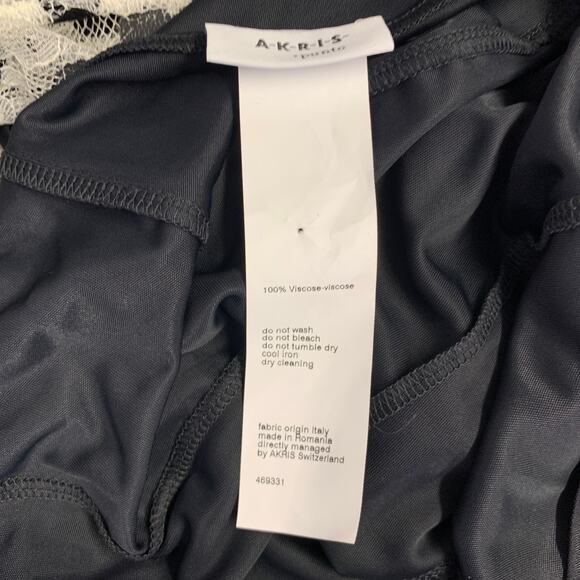 A-K-R-I-S-
-punto
100% Viscose-viscose
do not wash
do not bleach
do not tumble dry
cool iron
dry cleaning
fabric origin Italy
made in Romania
directly managed
by AKRIS Switzerland
469331